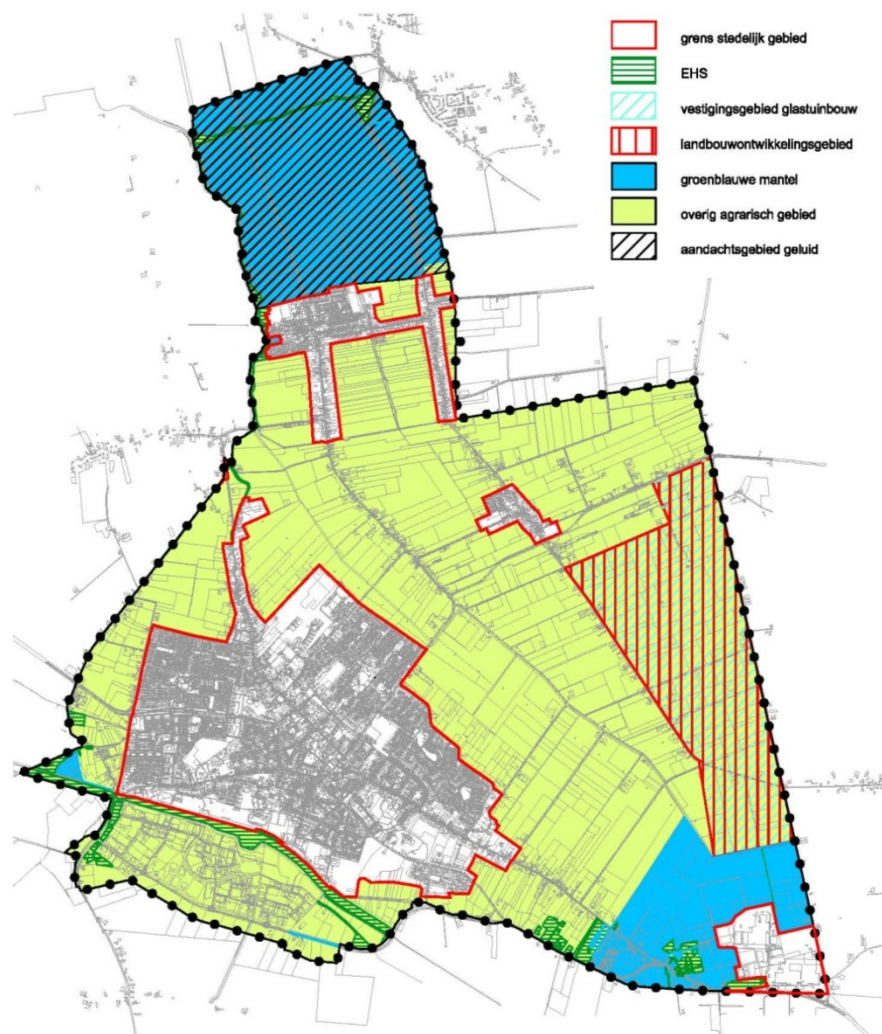 grens stedelijk gebied
EHS
vestigingsgebied glastuinbouw
landbouwontwikkelingsgebied
groenblauwe mantel
overig agrarisch gebied
aandachtsgebied geluid